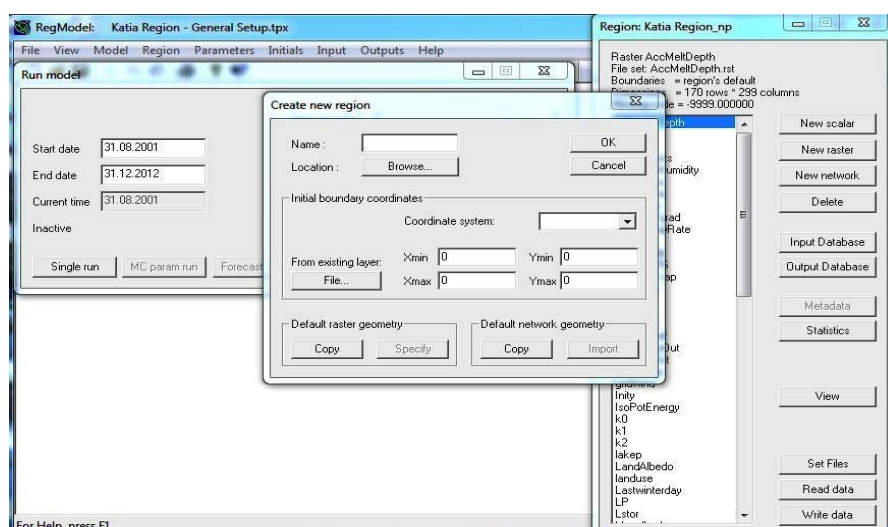 RegModel: Katia Region - General Setup.tpx
File View Model Region Parameters Initials Input Outputs Help
Run model
Start date 31.08.2001
End date 31.12.2012
Current time 31.08.2001
Inactive
Single run MC param run Forecast
Create new region
Name :
OK
Location : Browse...
Cancel
Initial boundary coordinates
Coordinate system:
From existing layer: Xmin 0 Ymin 0
File... Xmax 0 Ymax 0
Default raster geometry
Copy Specify
Default network geometry
Copy Import
Region: Katia Region_np
Raster AccMeltDepth
File set: AccMeltDepth.rst
Boundaries = region's default
= 170 rows * 299 columns
= -9999.000000
Inity
IsoPotEnergy
k0
k1
k2
lakep
LandAlbedo
landuse
Lastwinterday
LP
Lstor
New scalar
New raster
New network
Delete
Input Database
Output Database
Metadata
Statistics
View
Set Files
Read data
Write data
For Help, press F1